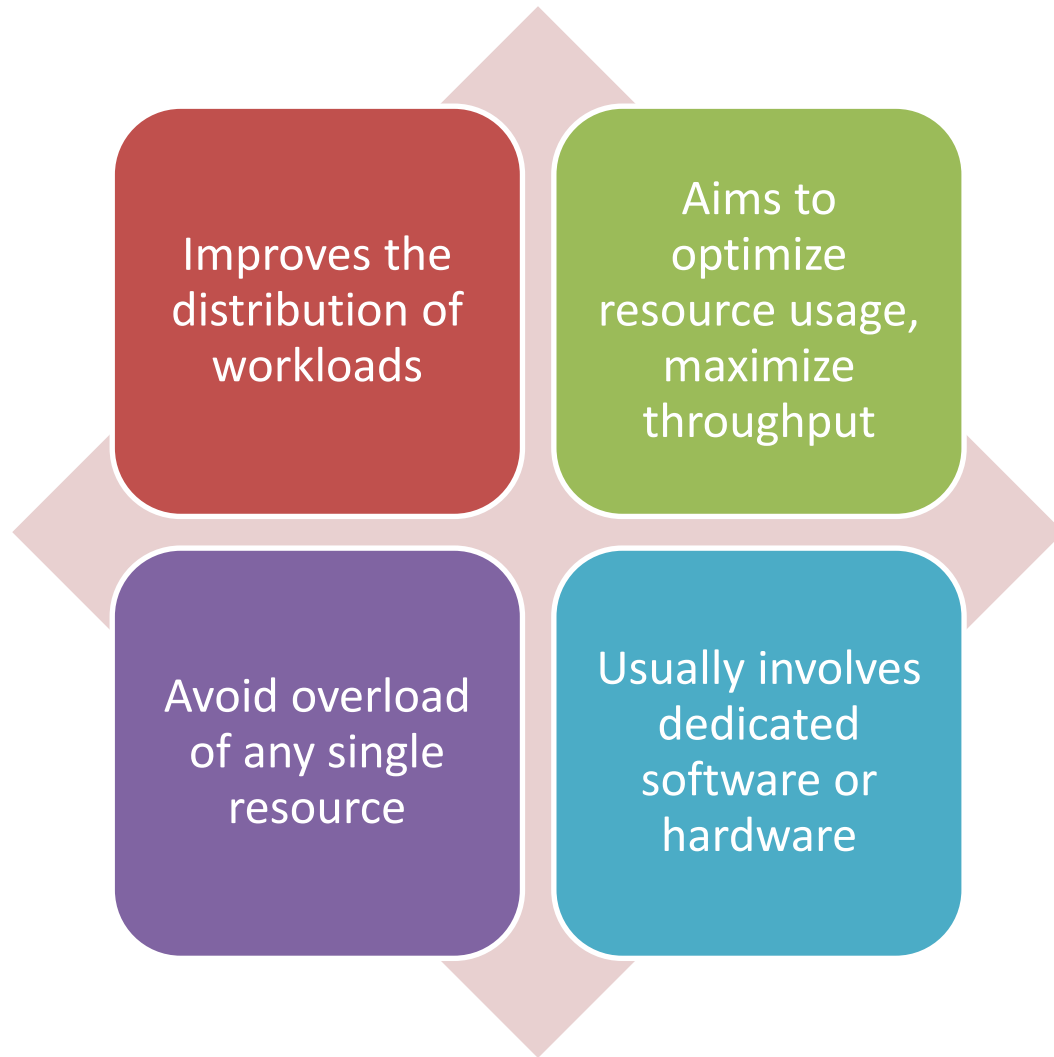 Improves the
distribution of
workloads
Aims to
optimize
resource usage,
maximize
throughput
Avoid overload
of any single
resource
Usually involves
dedicated
software or
hardware